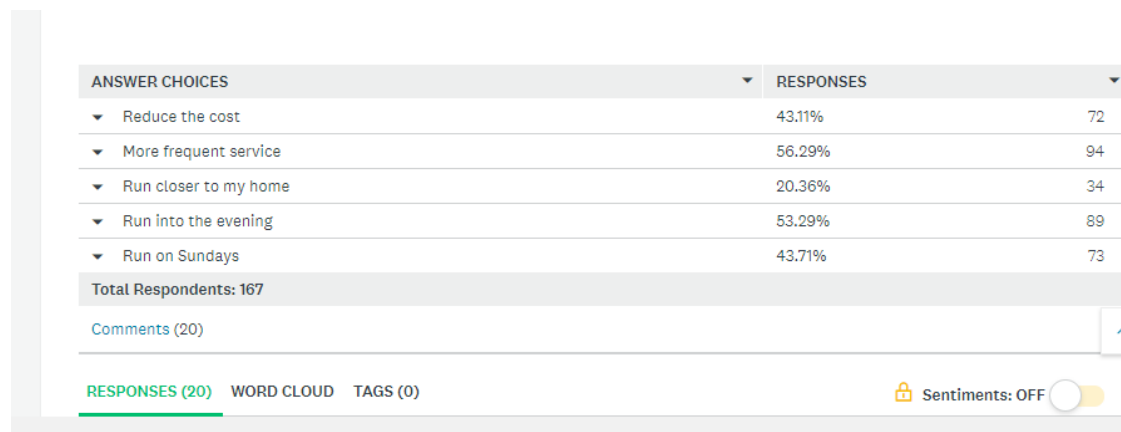 ANSWER CHOICES RESPONSES
Reduce the cost 43.11% 72
More frequent service 56.29% 94
Run closer to my home 20.36% 34
Run into the evening 53.29% 89
Run on Sundays 43.71% 73
Total Respondents: 167
Comments (20)
RESPONSES (20) WORD CLOUD TAGS (0) Sentiments: OFF